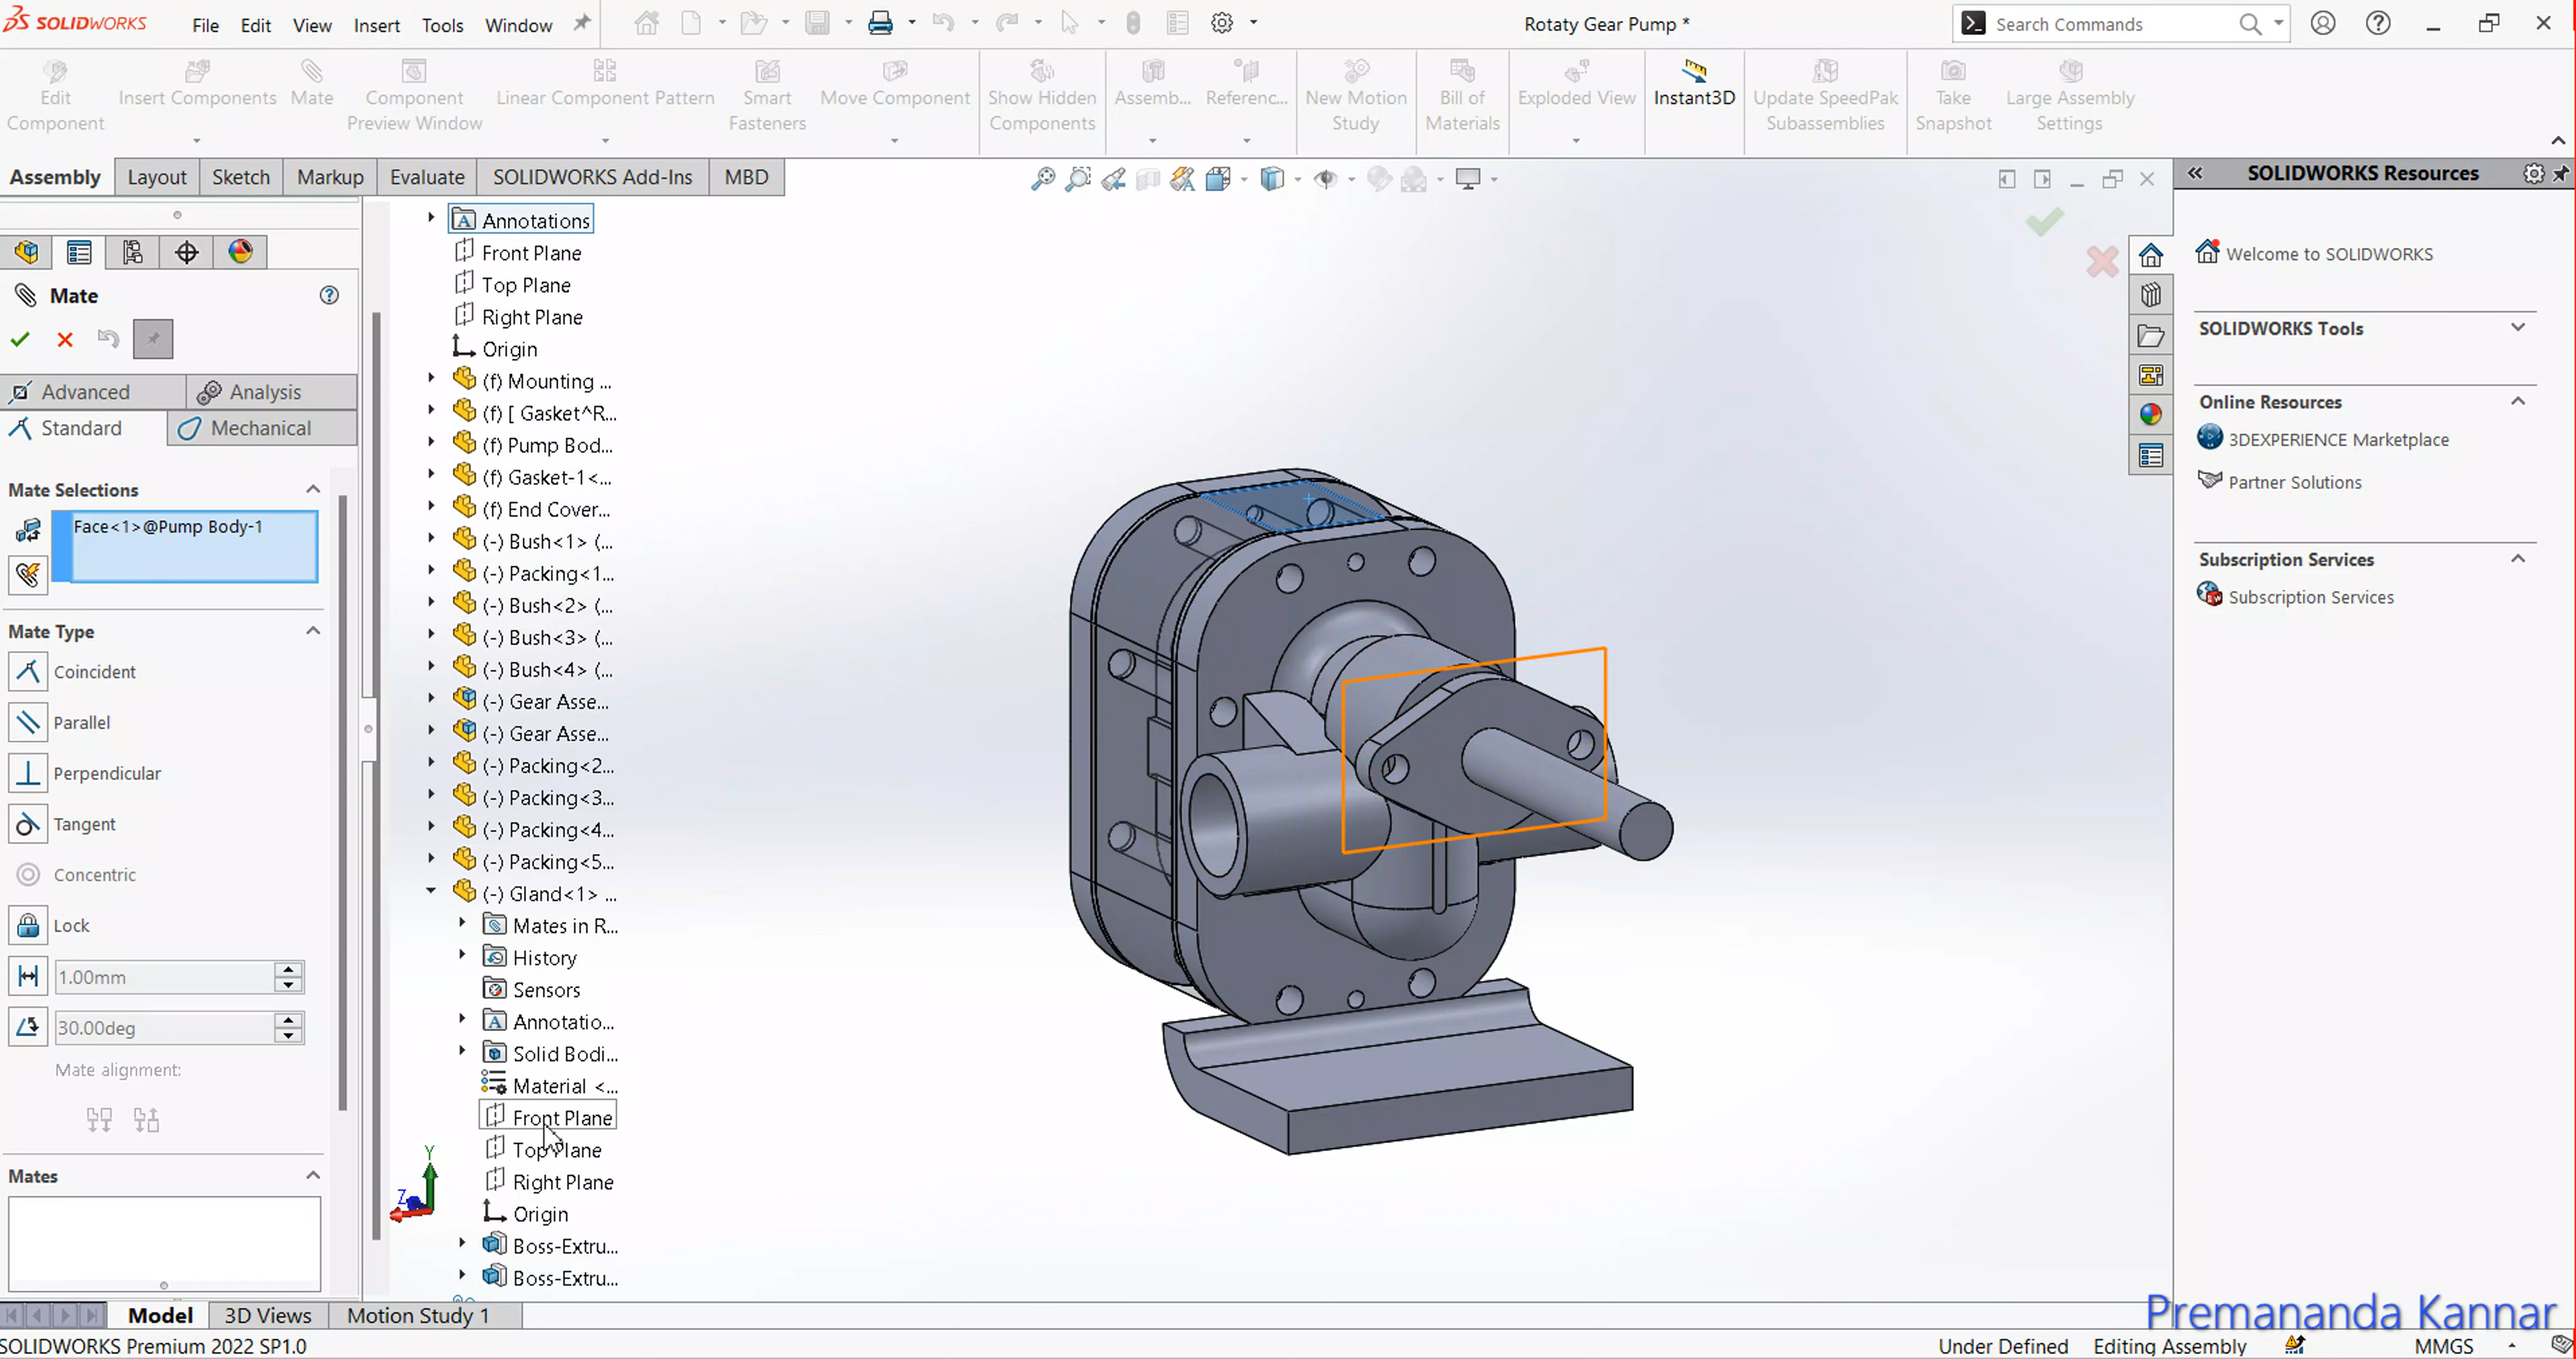 SOLIDWORKS
File Edit View Insert Tools Window
Rotaty Gear Pump *
Search Commands
Edit Component
Insert Components
Mate
Component Preview Window
Linear Component Pattern
Smart Fasteners
Move Component
Show Hidden Components
Assemb...
Referenc...
New Motion Study
Bill of Materials
Exploded View
Instant3D
Update SpeedPak Subassemblies
Take Snapshot
Large Assembly Settings
Assembly Layout Sketch Markup Evaluate SOLIDWORKS Add-Ins MBD
Mate
Advanced Analysis
Standard Mechanical
Mate Selections
Face<1>@Pump Body-1
Mate Type
Coincident
Parallel
Perpendicular
Tangent
Concentric
Lock
1.00mm
30.00deg
Mate alignment:
Mates
Annotations
Front Plane
Top Plane
Right Plane
Origin
(f) Mounting ...
(f) [ Gasket^R...
(f) Pump Bod...
(f) Gasket-1<...
(f) End Cover...
(-) Bush<1> (...
(-) Packing<1...
(-) Bush<2> (...
(-) Bush<3> (...
(-) Bush<4> (...
(-) Gear Asse...
(-) Gear Asse...
(-) Packing<2...
(-) Packing<3...
(-) Packing<4...
(-) Packing<5...
(-) Gland<1> ...
Mates in R...
History
Sensors
Annotatio...
Solid Bodi...
Material <...
Front Plane
Top Plane
Right Plane
Origin
Boss-Extru...
Boss-Extru...
Y
Z
SOLIDWORKS Resources
Welcome to SOLIDWORKS
SOLIDWORKS Tools
Online Resources
3DEXPERIENCE Marketplace
Partner Solutions
Subscription Services
Subscription Services
Model 3D Views Motion Study 1
Premananda Kannar
SOLIDWORKS Premium 2022 SP1.0
Under Defined Editing Assembly MMGS